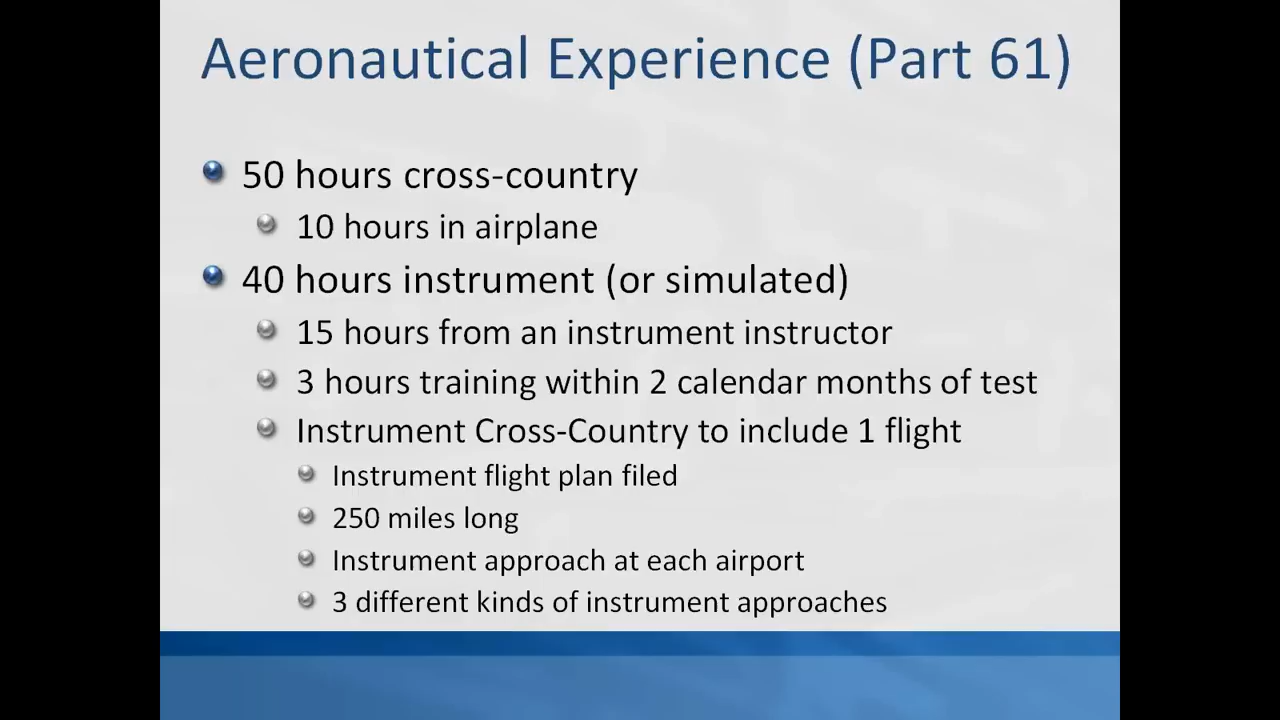 Aeronautical Experience (Part 61)
50 hours cross-country
10 hours in airplane
40 hours instrument (or simulated)
15 hours from an instrument instructor
3 hours training within 2 calendar months of test
Instrument Cross-Country to include 1 flight
Instrument flight plan filed
250 miles long
Instrument approach at each airport
3 different kinds of instrument approaches